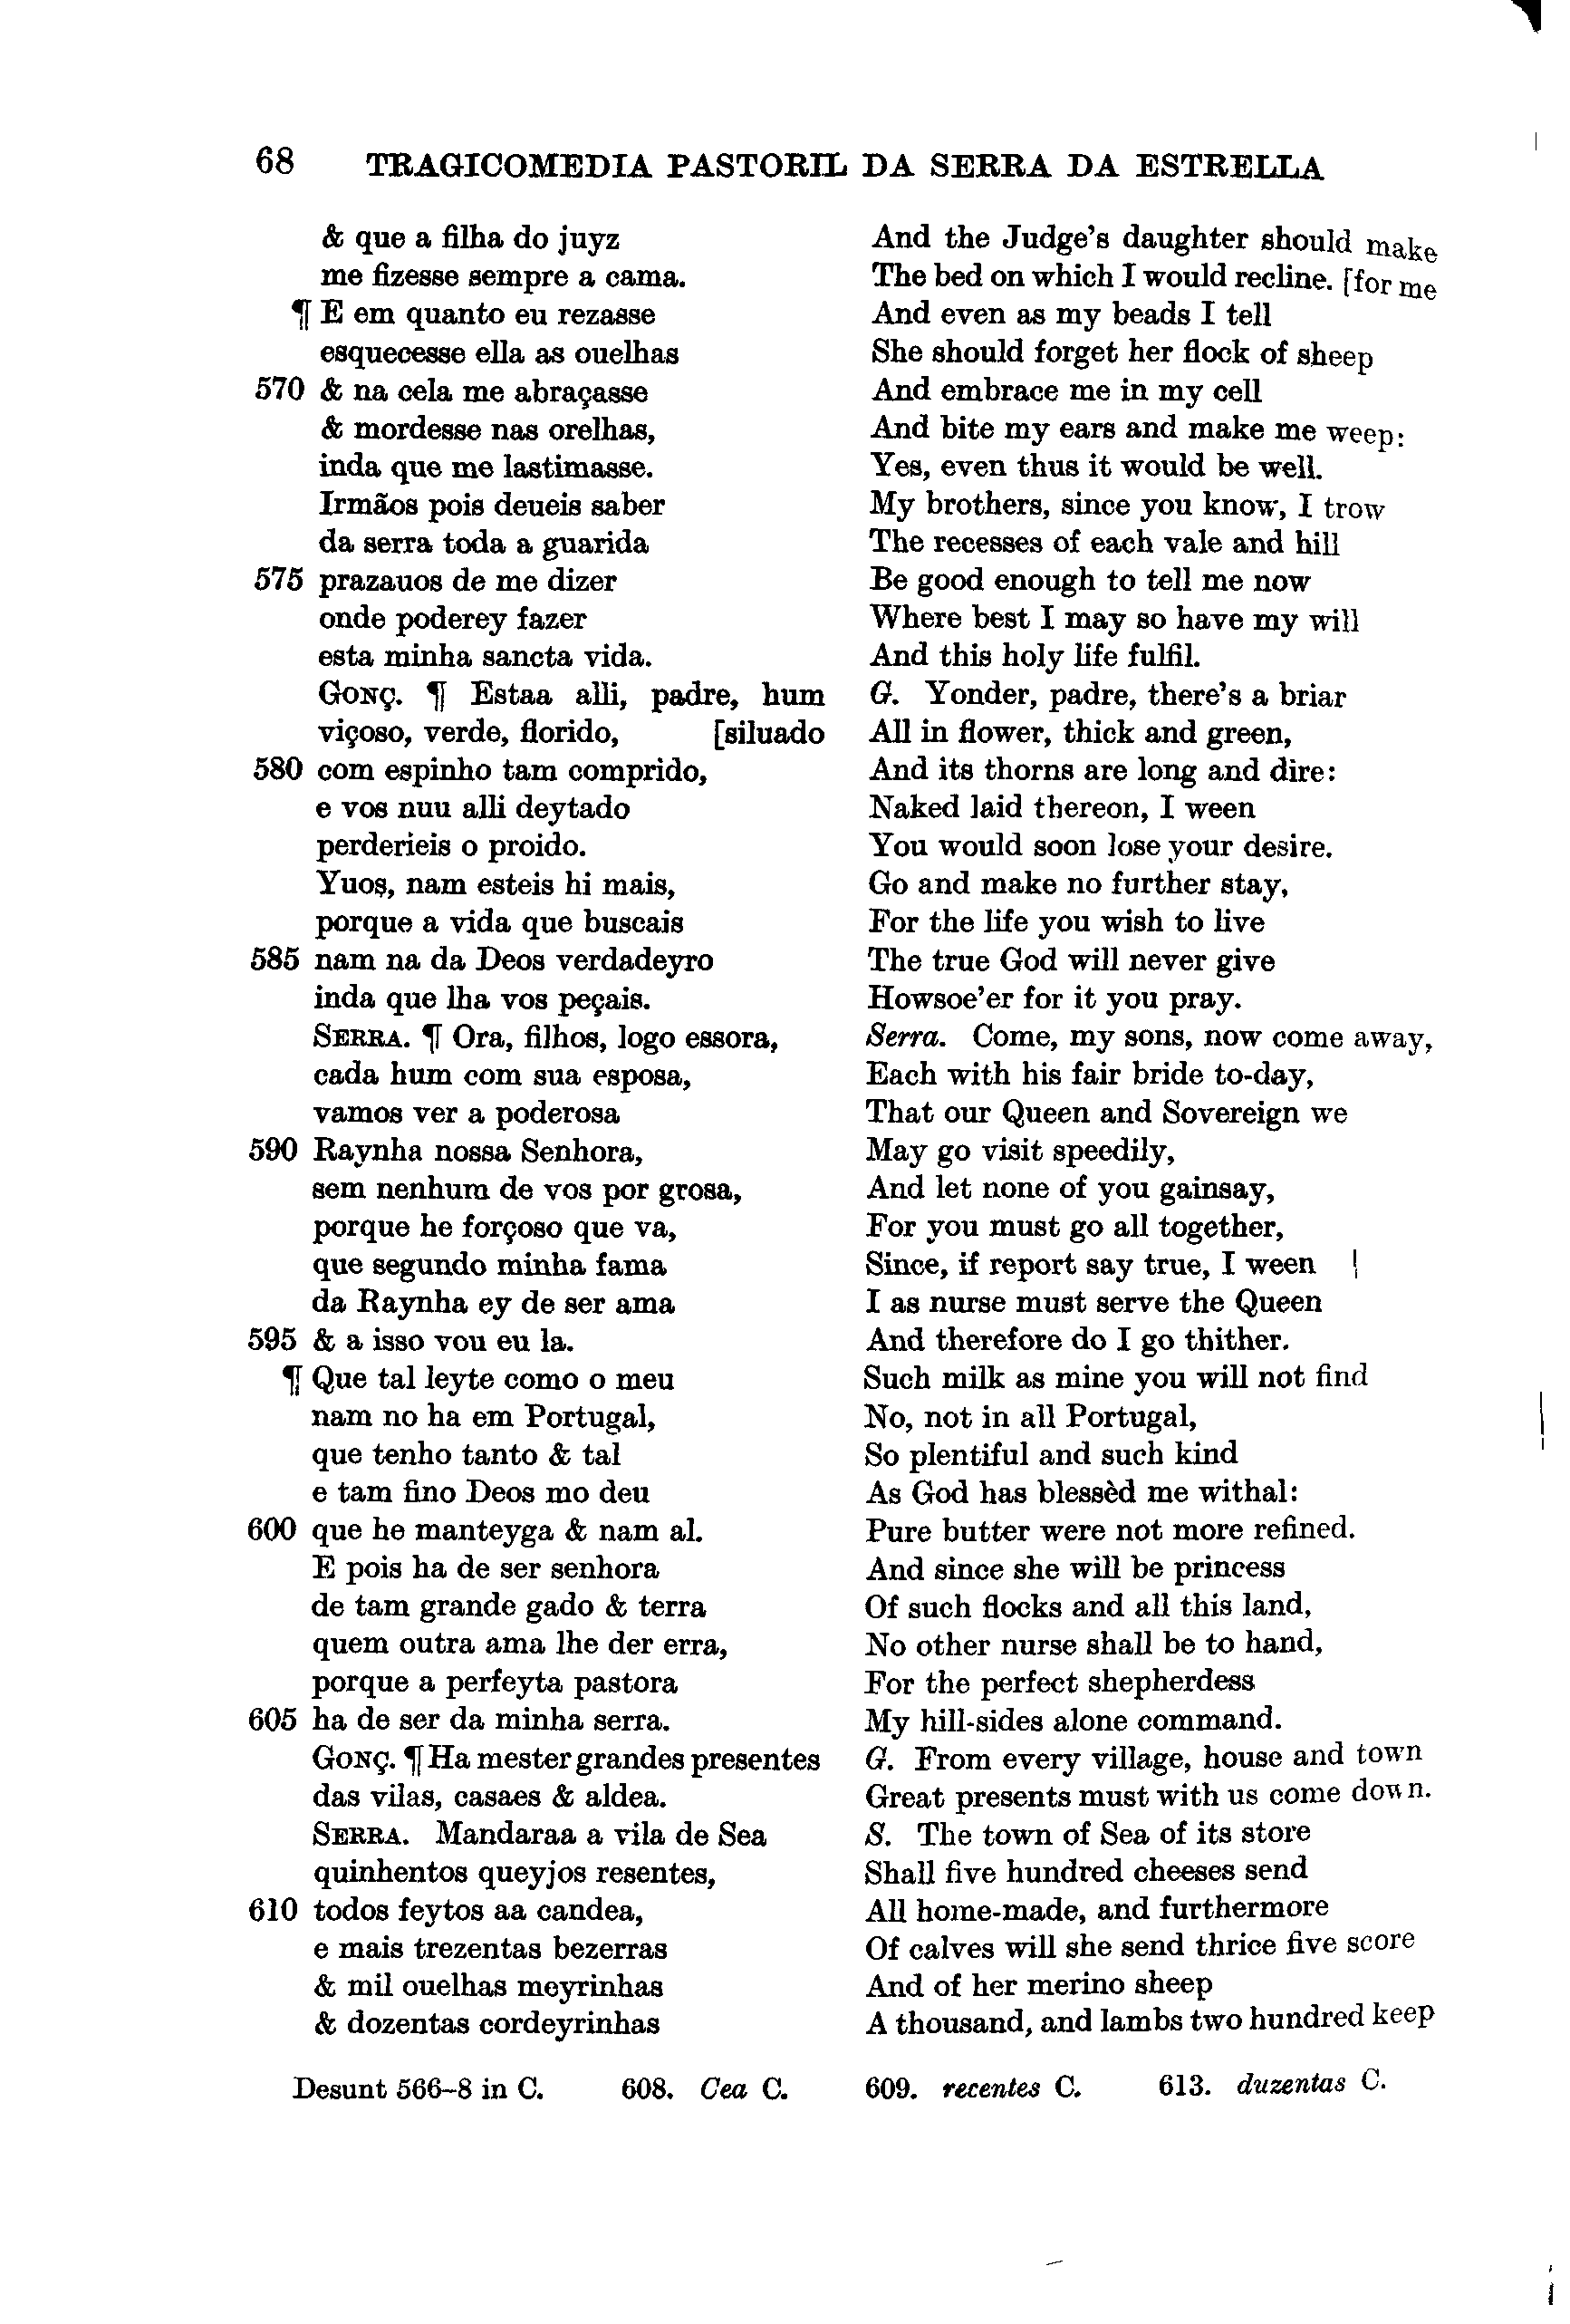 68 TRAGICOMEDIA PASTORIL DA SERRA DA ESTRELLA
& que a filha do juyz
me fizesse sempre a cama.
¶ E em quanto eu rezasse
esquecesse ella as ouelhas
570 & na cela me abraçasse
& mordesse nas orelhas,
inda que me lastimasse.
Irmãos pois deueis saber
da serra toda a guarida
575 prazauos de me dizer
onde poderey fazer
esta minha sancta vida.
GONÇ. ¶ Estaa alli, padre, hum
viçoso, verde, florido, [siluado
580 com espinho tam comprido,
e vos nuu alli deytado
perderieis o proido.
Yuos, nam esteis hi mais,
porque a vida que buscais
585 nam na da Deos verdadeyro
inda que lha vos peçais.
SERRA. ¶ Ora, filhos, logo essora,
cada hum com sua esposa,
vamos ver a poderosa
590 Raynha nossa Senhora,
sem nenhum de vos por grosa,
porque he forçoso que va,
que segundo minha fama
da Raynha ey de ser ama
595 & a isso vou eu la.
¶ Que tal leyte como o meu
nam no ha em Portugal,
que tenho tanto & tal
e tam fino Deos mo deu
600 que he manteyga & nam al.
E pois ha de ser senhora
de tam grande gado & terra
quem outra ama lhe der erra,
porque a perfeyta pastora
605 ha de ser da minha serra.
GONÇ. ¶ Ha mester grandes presentes
das vilas, casaes & aldea.
SERRA. Mandaraa a vila de Sea
quinhentos queyjos resentes,
610 todos feytos aa candea,
e mais trezentas bezerras
& mil ouelhas meyrinhas
& dozentas cordeyrinhas
And the Judge's daughter should make
The bed on which I would recline. [for me
And even as my beads I tell
She should forget her flock of sheep
And embrace me in my cell
And bite my ears and make me weep:
Yes, even thus it would be well.
My brothers, since you know, I trow
The recesses of each vale and hill
Be good enough to tell me now
Where best I may so have my will
And this holy life fulfil.
G. Yonder, padre, there's a briar
All in flower, thick and green,
And its thorns are long and dire:
Naked laid thereon, I ween
You would soon lose your desire.
Go and make no further stay,
For the life you wish to live
The true God will never give
Howsoe'er for it you pray.
Serra. Come, my sons, now come away,
Each with his fair bride to-day,
That our Queen and Sovereign we
May go visit speedily,
And let none of you gainsay,
For you must go all together,
Since, if report say true, I ween
I as nurse must serve the Queen
And therefore do I go thither.
Such milk as mine you will not find
No, not in all Portugal,
So plentiful and such kind
As God has blessèd me withal:
Pure butter were not more refined.
And since she will be princess
Of such flocks and all this land,
No other nurse shall be to hand,
For the perfect shepherdess
My hill-sides alone command.
G. From every village, house and town
Great presents must with us come down.
S. The town of Sea of its store
Shall five hundred cheeses send
All home-made, and furthermore
Of calves will she send thrice five score
And of her merino sheep
A thousand, and lambs two hundred keep
Desunt 566–8 in C. 608. Cea C. 609. recentes C. 613. duzentas C.